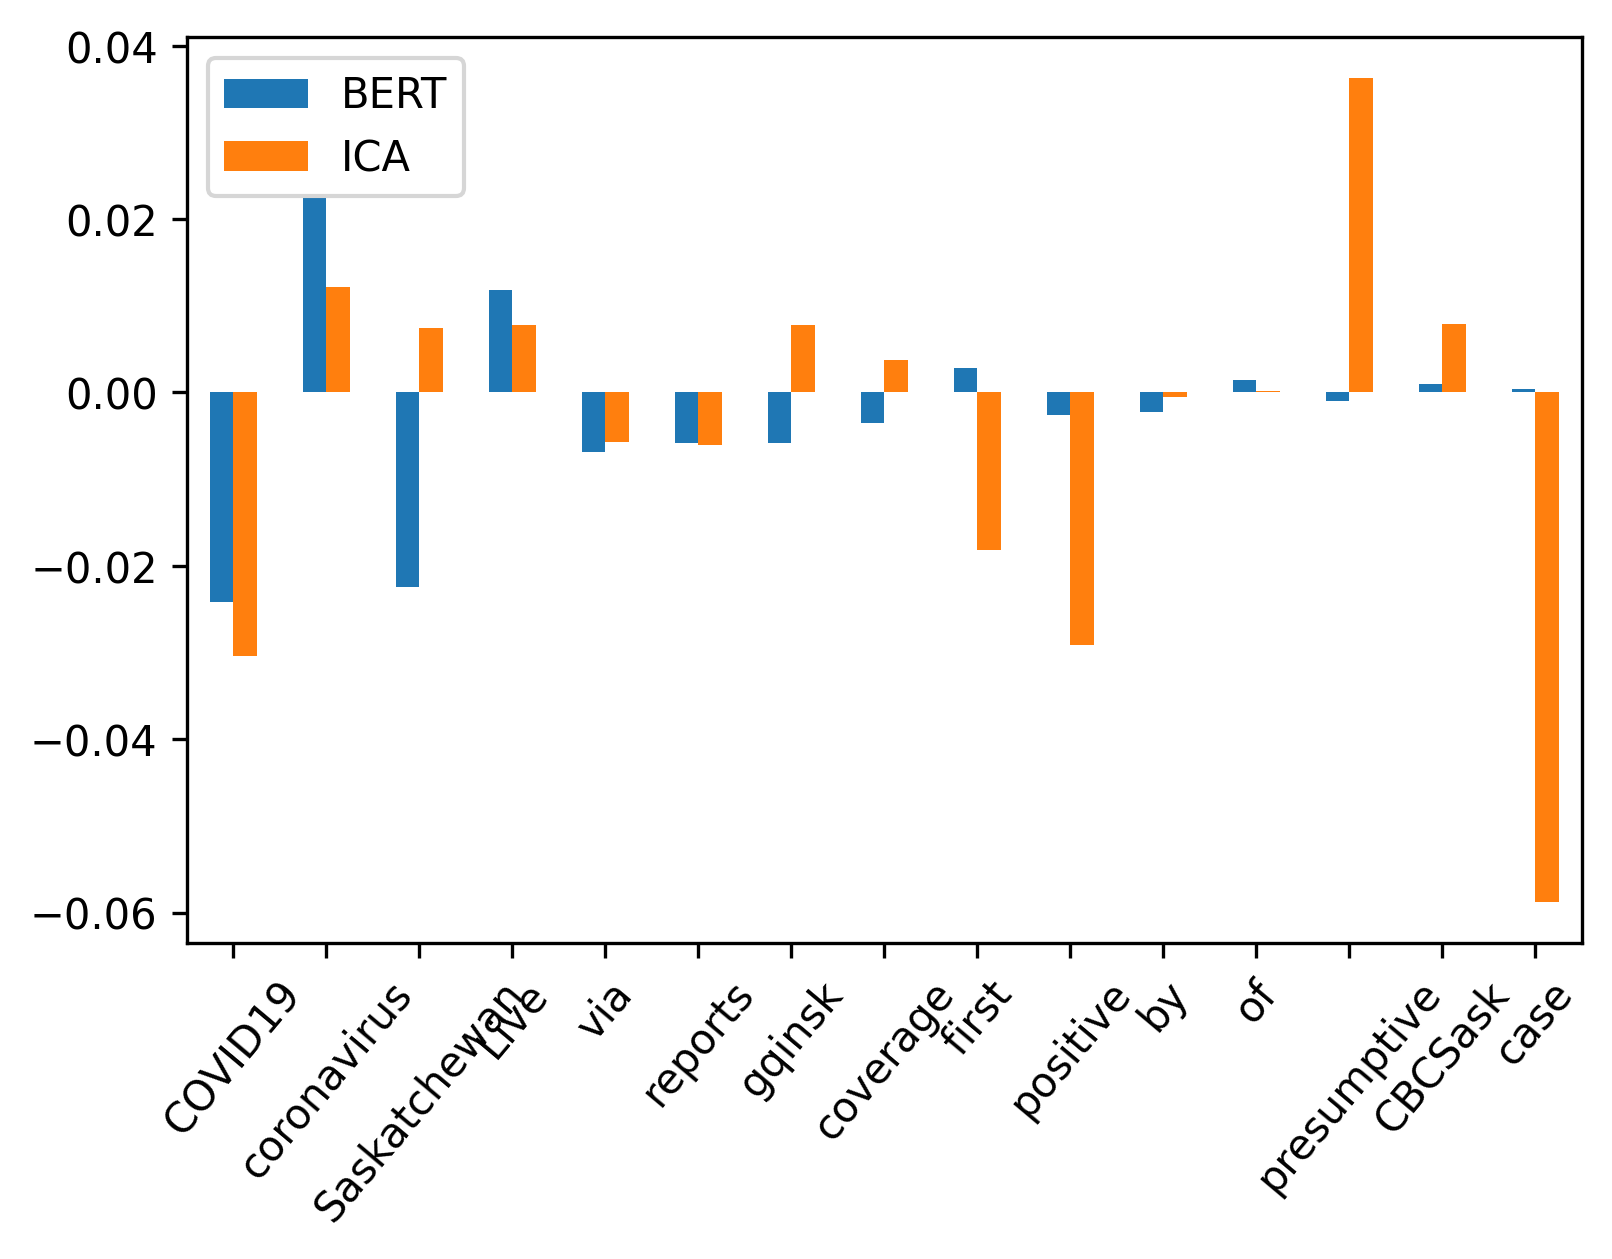 0.04
0.02
0.00
−0.02
−0.04
−0.06
BERT
ICA
COVID19
coronavirus
Saskatchewan
Live
via
reports
gqinsk
coverage
first
positive
by
of
presumptive
CBCSask
case